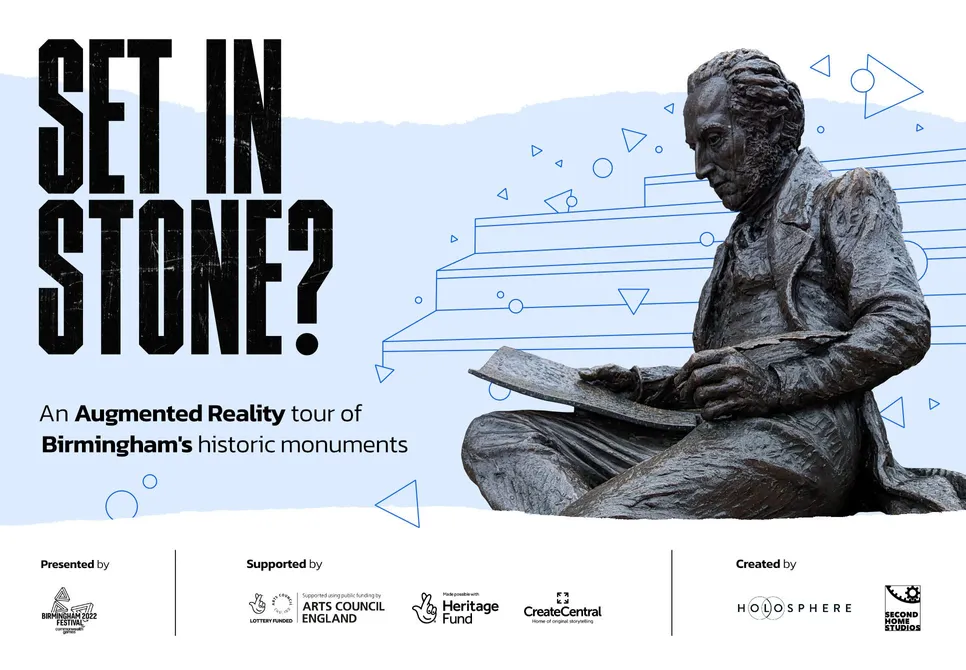 SET IN
STONE?
An Augmented Reality tour of
Birmingham's historic monuments
Presented by
BIRMINGHAM 2022
FESTIVAL
commonwealth
games
Supported by
LOTTERY FUNDED
ARTS COUNCIL
Supported using public funding by
ARTS COUNCIL
ENGLAND
Made possible with
Heritage
Fund
CreateCentral
Home of original storytelling
Created by
HOLOSPHERE
SECOND
HOME
STUDIOS